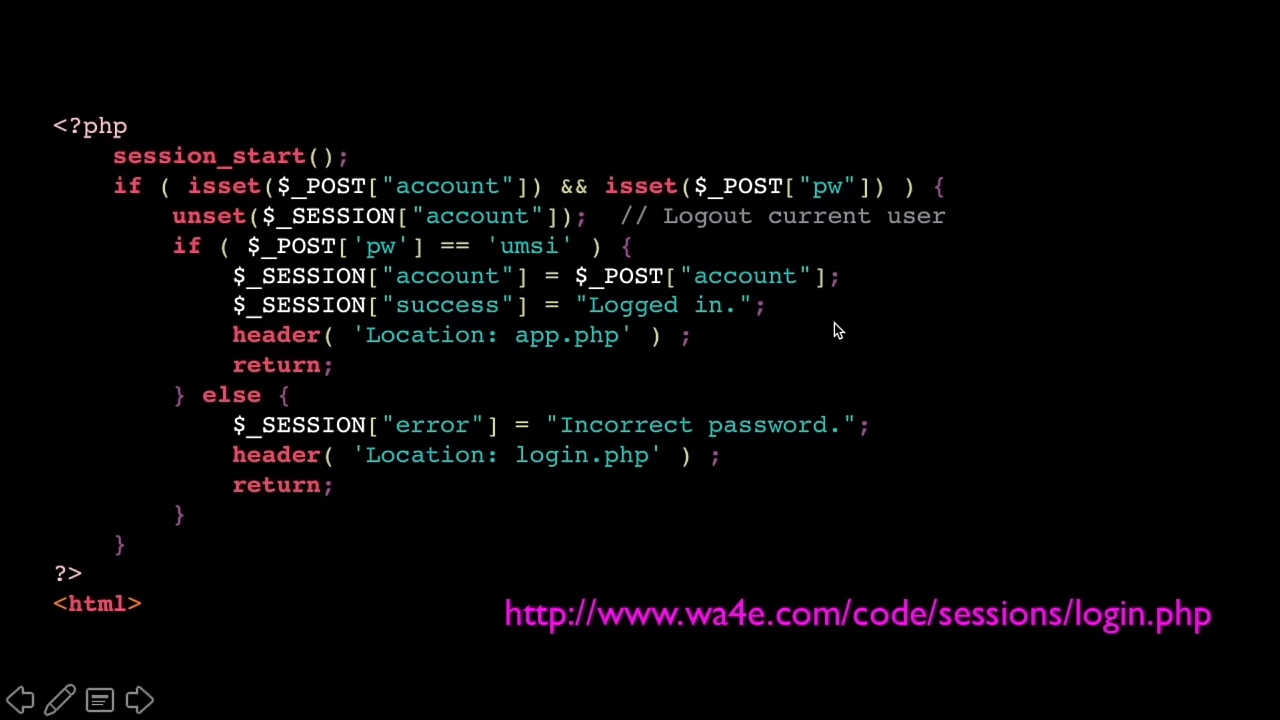 <?php
session_start();
if ( isset($_POST["account"]) && isset($_POST["pw"]) ) {
unset($_SESSION["account"]);  // Logout current user
if ( $_POST['pw'] == 'umsi' ) {
$_SESSION["account"] = $_POST["account"];
$_SESSION["success"] = "Logged in.";
header( 'Location: app.php' ) ;
return;
} else {
$_SESSION["error"] = "Incorrect password.";
header( 'Location: login.php' ) ;
return;
}
}
?>
<html>
http://www.wa4e.com/code/sessions/login.php